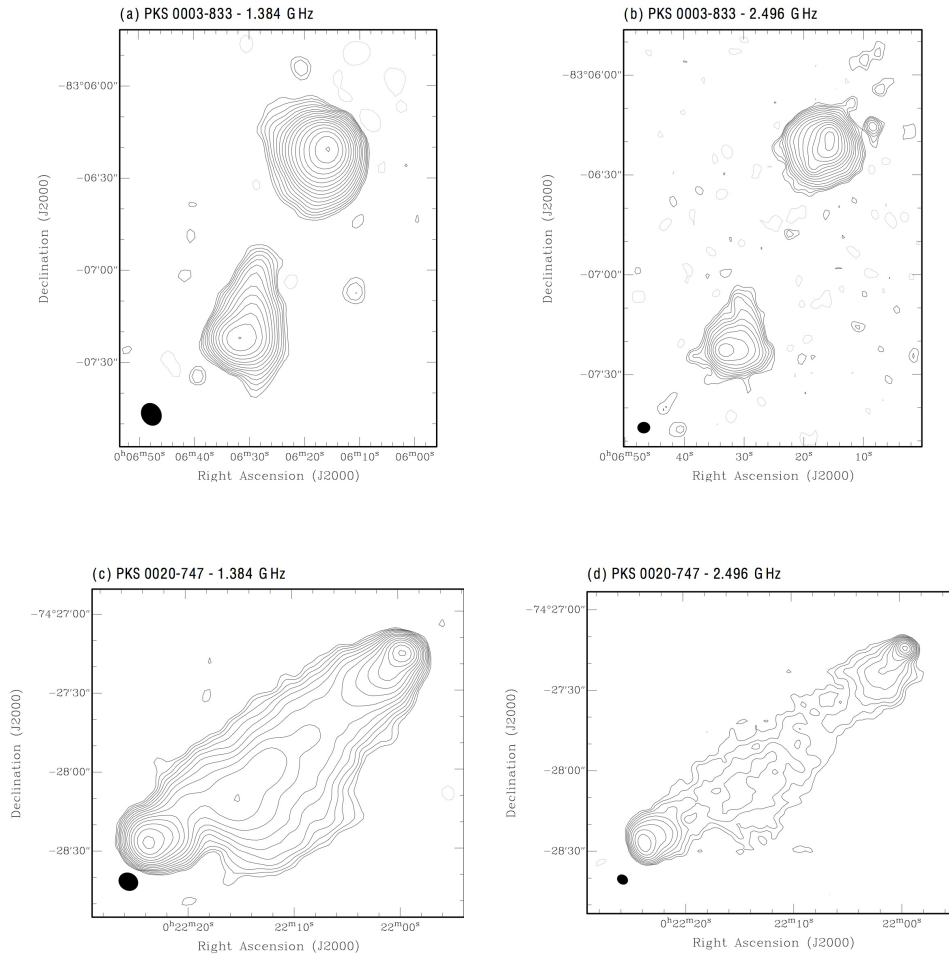 (a) PKS 0003-833 - 1.384 GHz
−83°06′00″
−06′30″
−07′00″
−07′30″
Declination (J2000)
0ʰ06ᵐ50ˢ 06ᵐ40ˢ 06ᵐ30ˢ 06ᵐ20ˢ 06ᵐ10ˢ 06ᵐ00ˢ
Right Ascension (J2000)
(b) PKS 0003-833 - 2.496 GHz
−83°06′00″
−06′30″
−07′00″
−07′30″
Declination (J2000)
0ʰ06ᵐ50ˢ 40ˢ 30ˢ 20ˢ 10ˢ
Right Ascension (J2000)
(c) PKS 0020-747 - 1.384 GHz
−74°27′00″
−27′30″
−28′00″
−28′30″
Declination (J2000)
0ʰ22ᵐ20ˢ 22ᵐ10ˢ 22ᵐ00ˢ
Right Ascension (J2000)
(d) PKS 0020-747 - 2.496 GHz
−74°27′00″
−27′30″
−28′00″
−28′30″
Declination (J2000)
0ʰ22ᵐ20ˢ 22ᵐ10ˢ 22ᵐ00ˢ
Right Ascension (J2000)